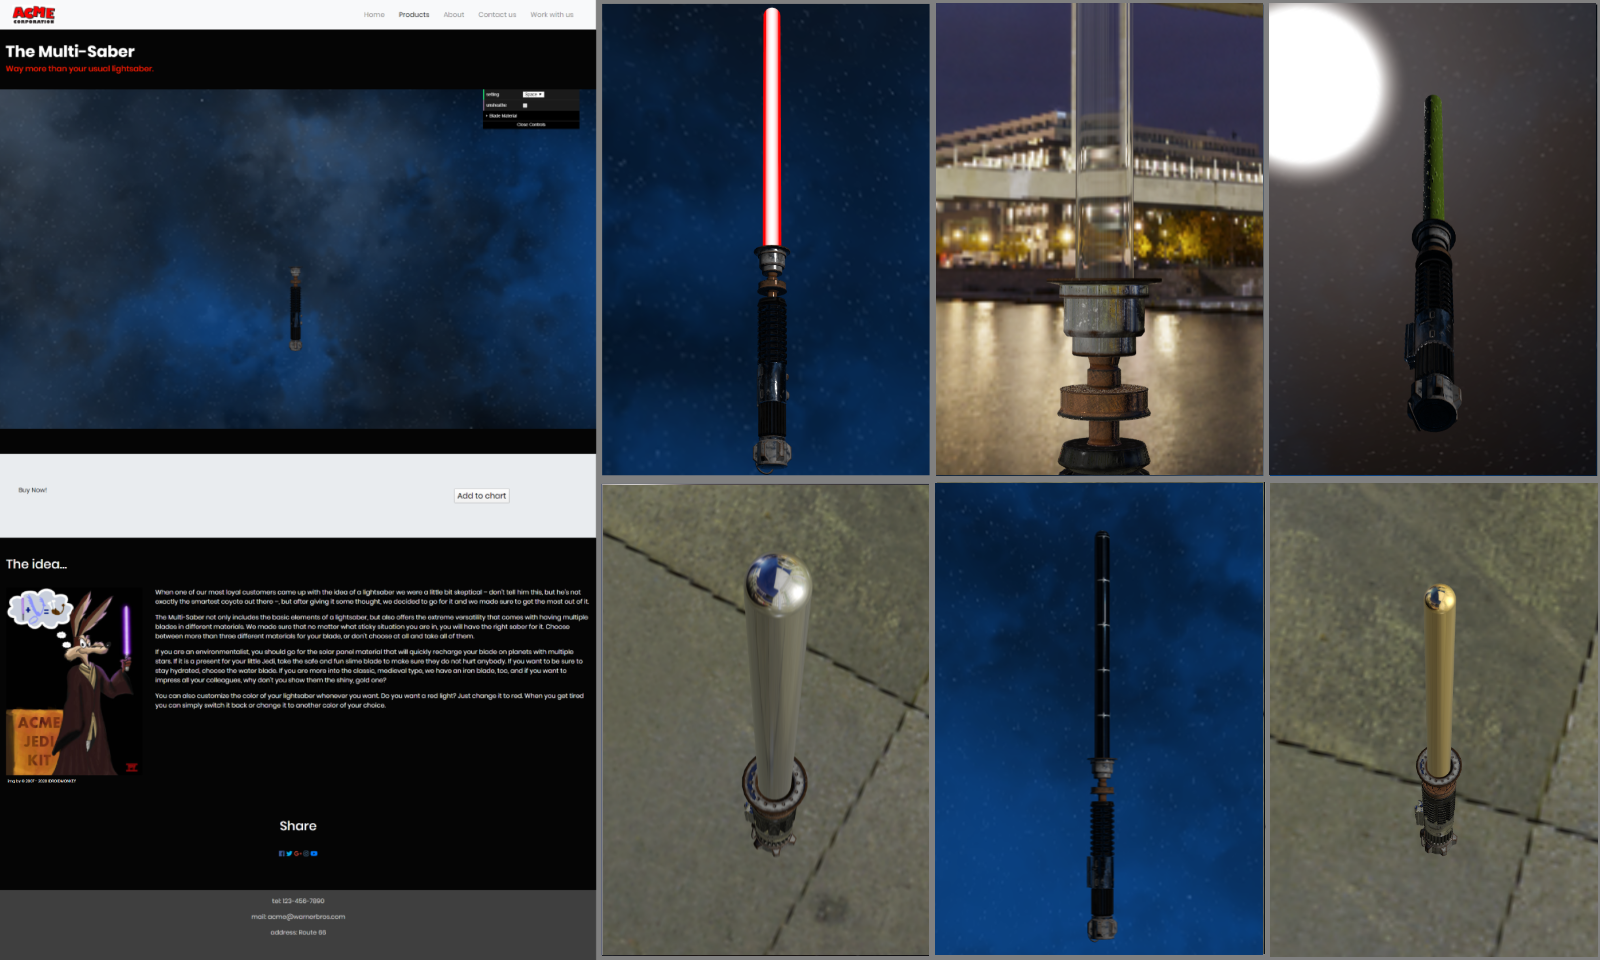 ACME
CORPORATION
Home Products About Contact us Work with us
The Multi-Saber
Way more than your usual lightsaber.
setting Space
unsheathe
Blade Material
Close Controls
Buy Now!
Add to chart
The idea...
When one of our most loyal customers came up with the idea of a lightsaber we were a little bit skeptical – don't tell him this, but he's not
exactly the smartest coyote out there –, but after giving it some thought, we decided to go for it and we made sure to get the most out of it.
The Multi-Saber not only includes the basic elements of a lightsaber, but also offers the extreme versatility that comes with having multiple
blades in different materials. We made sure that no matter what sticky situation you are in, you will have the right saber for it. Choose
between more than three different materials for your blade, or don't choose at all and take all of them.
If you are an environmentalist, you should go for the solar panel material that will quickly recharge your blade on planets with multiple
stars. If it is a present for your little Jedi, take the safe and fun slime blade to make sure they do not hurt anybody. If you want to be sure to
stay hydrated, choose the water blade. If you are more into the classic, medieval type, we have an iron blade, too, and if you want to
impress all your colleagues, why don't you show them the shiny, gold one?
You can also customize the color of your lightsaber whenever you want. Do you want a red light? Just change it to red. When you get tired
you can simply switch it back or change it to another color of your choice.
ACME
JEDI
KIT
Share
tel: 123-456-7890
mail: acme@warnerbros.com
address: Route 66